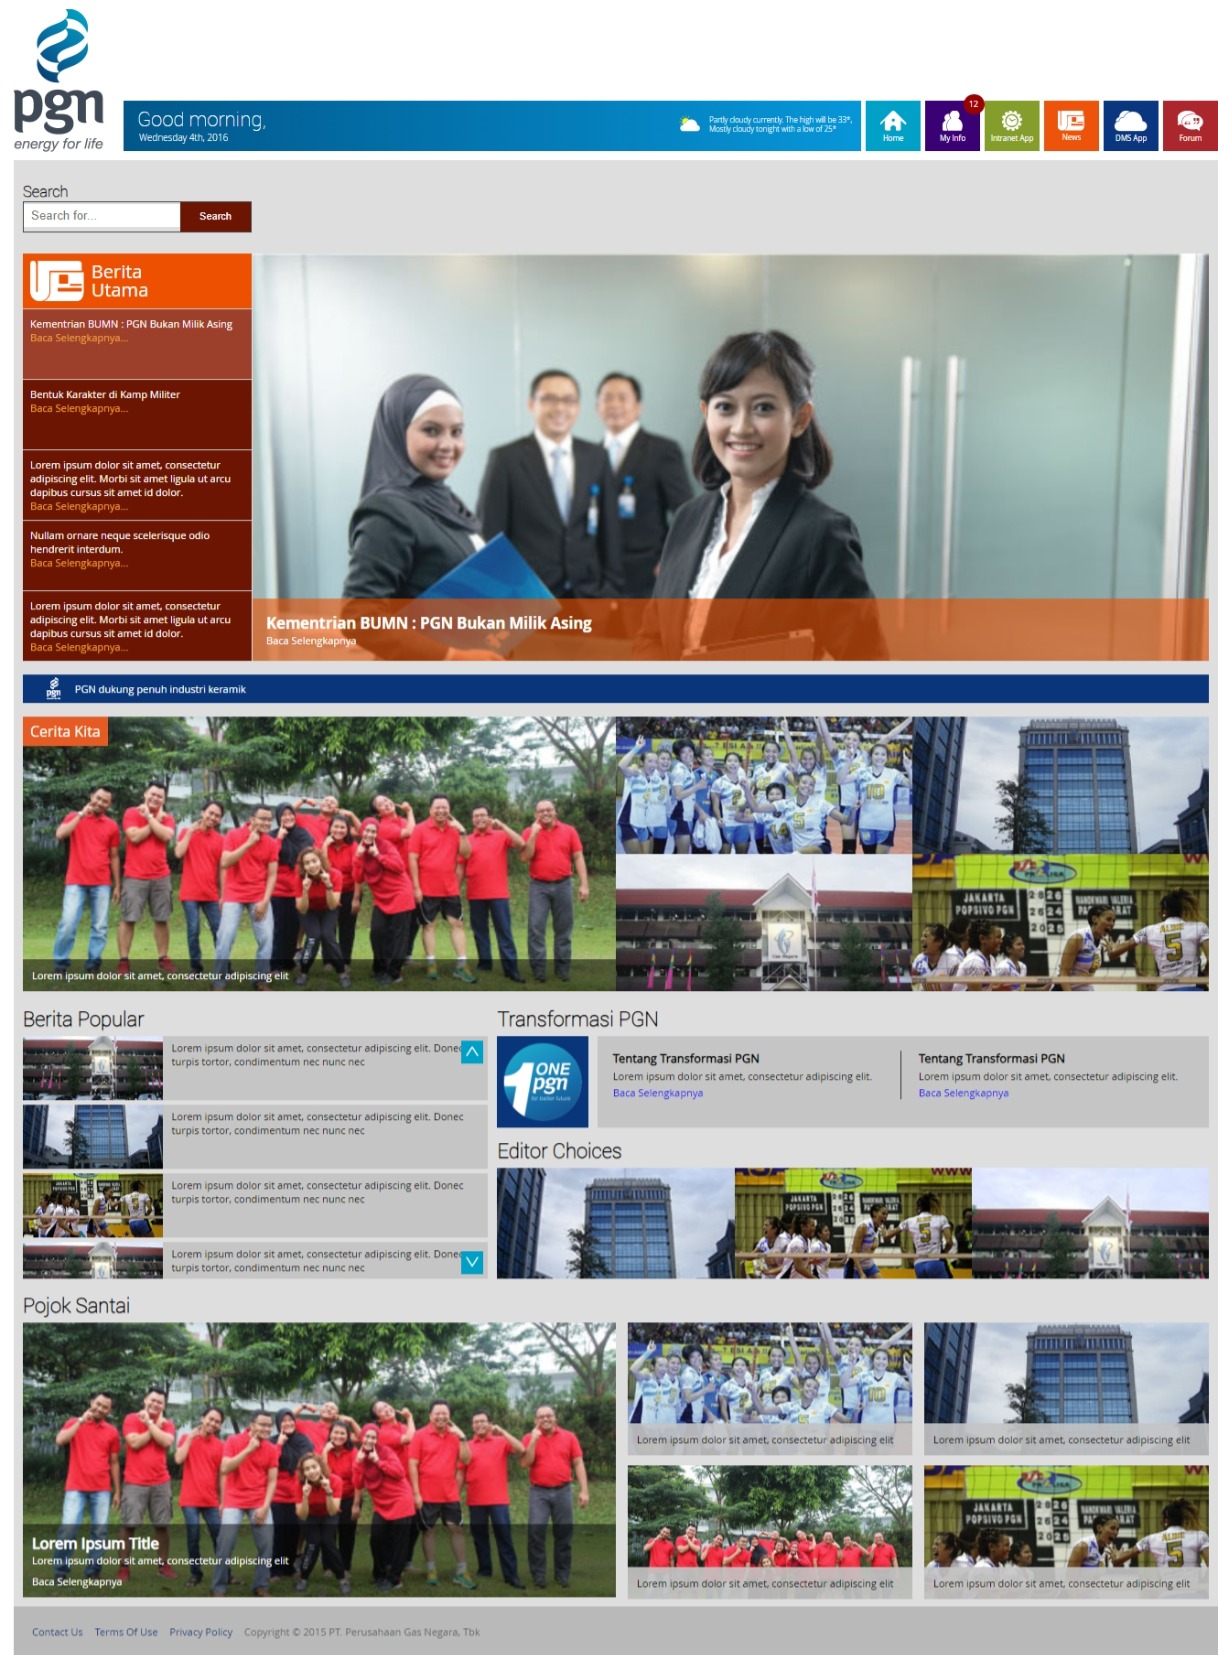 pgn
energy for life
Good morning,
Wednesday 4th, 2016
Partly cloudy currently. The high will be 33°,
Mostly cloudy tonight with a low of 25°
Home
12
My Info
Intranet App
News
DMS App
Forum
Search
Search for...
Search
Berita
Utama
Kementrian BUMN : PGN Bukan Milik Asing
Baca Selengkapnya...
Bentuk Karakter di Kamp Militer
Baca Selengkapnya...
Lorem ipsum dolor sit amet, consectetur
adipiscing elit. Morbi sit amet ligula ut arcu
dapibus cursus sit amet id dolor.
Baca Selengkapnya...
Nullam ornare neque scelerisque odio
hendrerit interdum.
Baca Selengkapnya...
Lorem ipsum dolor sit amet, consectetur
adipiscing elit. Morbi sit amet ligula ut arcu
dapibus cursus sit amet id dolor.
Baca Selengkapnya...
Kementrian BUMN : PGN Bukan Milik Asing
Baca Selengkapnya
pgn
PGN dukung penuh industri keramik
Cerita Kita
Lorem ipsum dolor sit amet, consectetur adipiscing elit
JAKARTA
POPSIVO PGN
Berita Popular
Lorem ipsum dolor sit amet, consectetur adipiscing elit. Donec
turpis tortor, condimentum nec nunc nec
Lorem ipsum dolor sit amet, consectetur adipiscing elit. Donec
turpis tortor, condimentum nec nunc nec
Lorem ipsum dolor sit amet, consectetur adipiscing elit. Donec
turpis tortor, condimentum nec nunc nec
Lorem ipsum dolor sit amet, consectetur adipiscing elit. Donec
turpis tortor, condimentum nec nunc nec
Transformasi PGN
1 ONE
pgn
for better future
Tentang Transformasi PGN
Lorem ipsum dolor sit amet, consectetur adipiscing elit.
Baca Selengkapnya
Tentang Transformasi PGN
Lorem ipsum dolor sit amet, consectetur adipiscing elit.
Baca Selengkapnya
Editor Choices
JAKARTA
POPSIVO PGN
Pojok Santai
Lorem Ipsum Title
Lorem ipsum dolor sit amet, consectetur adipiscing elit
Baca Selengkapnya
Lorem ipsum dolor sit amet, consectetur adipiscing elit
Lorem ipsum dolor sit amet, consectetur adipiscing elit
Lorem ipsum dolor sit amet, consectetur adipiscing elit
JAKARTA
POPSIVO PGN
Lorem ipsum dolor sit amet, consectetur adipiscing elit
Contact Us Terms Of Use Privacy Policy Copyright © 2015 PT. Perusahaan Gas Negara, Tbk